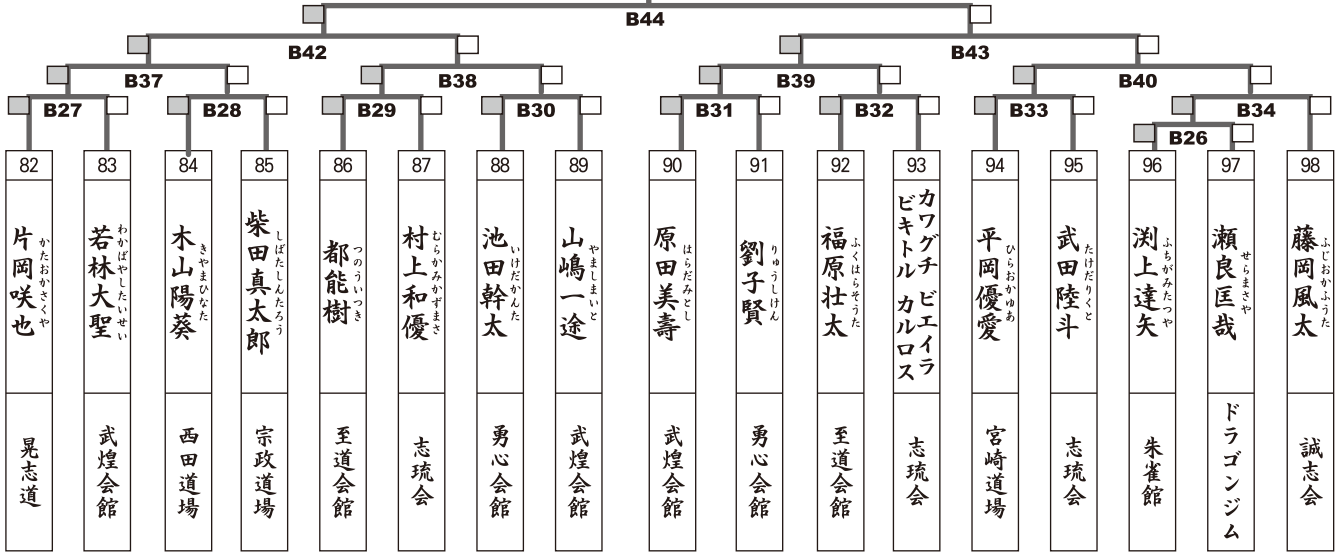 B44
B42
B43
B37
B38
B39
B40
B27
B28
B29
B30
B31
B32
B33
B34
B26
82
片岡咲也
かたおかさくや
晃志道
83
若林大聖
わかばやしたいせい
武煌会館
84
木山陽葵
きやまひなた
西田道場
85
柴田真太郎
しばたしんたろう
宗政道場
86
都能樹
つのういつき
至道会館
87
村上和優
むらかみかずまさ
志琉会
88
池田幹太
いけだかんた
勇心会館
89
山嶋一途
やましまいと
武煌会館
90
原田美壽
はらだみとし
武煌会館
91
劉子賢
りゅうしけん
勇心会館
92
福原壮太
ふくはらそうた
至道会館
93
カワグチ ビエイラ
ビキトル カルロス
志琉会
94
平岡優愛
ひらおかゆあ
宮崎道場
95
武田陸斗
たけだりくと
志琉会
96
渕上達矢
ふちがみたつや
朱雀館
97
瀬良匡哉
せらまさや
ドラゴンジム
98
藤岡風太
ふじおかふうた
誠志会